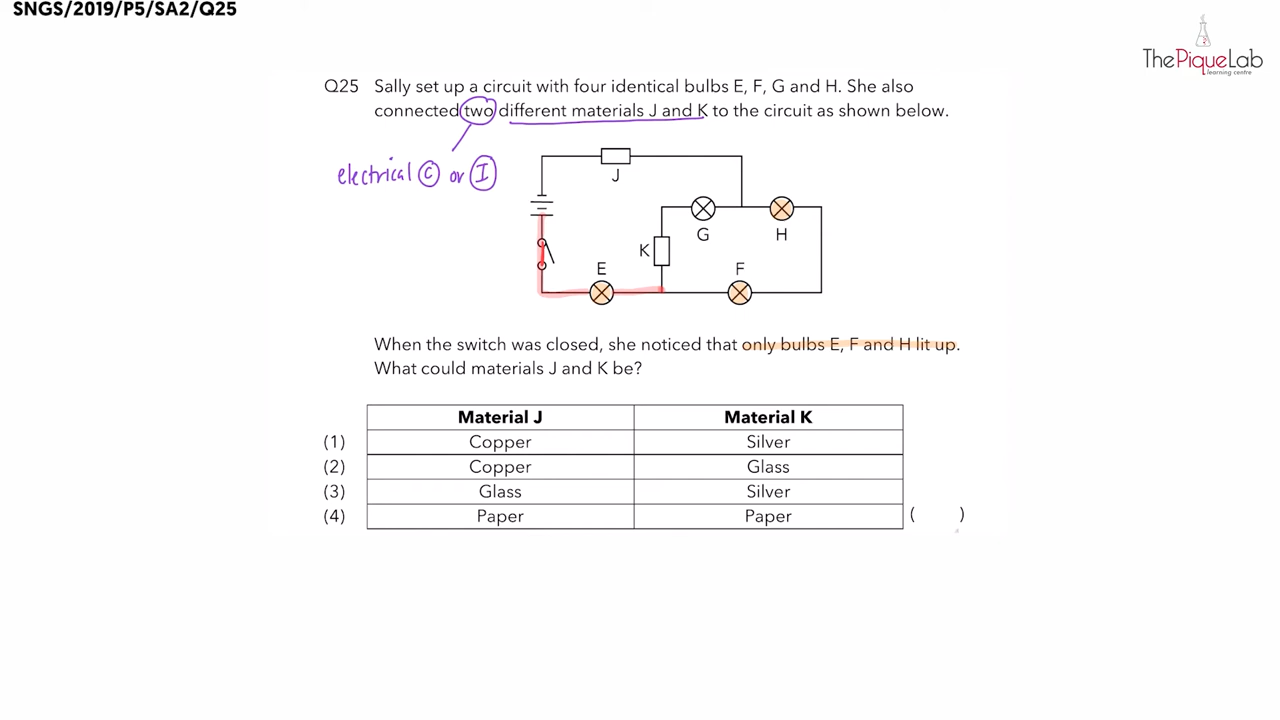 SNGS/2019/P5/SA2/Q25
ThePiqueLab
learning centre
Q25 Sally set up a circuit with four identical bulbs E, F, G and H. She also
connected two different materials J and K to the circuit as shown below.
electrical C or I
J
G
H
K
E
F
When the switch was closed, she noticed that only bulbs E, F and H lit up.
What could materials J and K be?
Material J Material K
(1) Copper Silver
(2) Copper Glass
(3) Glass Silver
(4) Paper Paper ( )